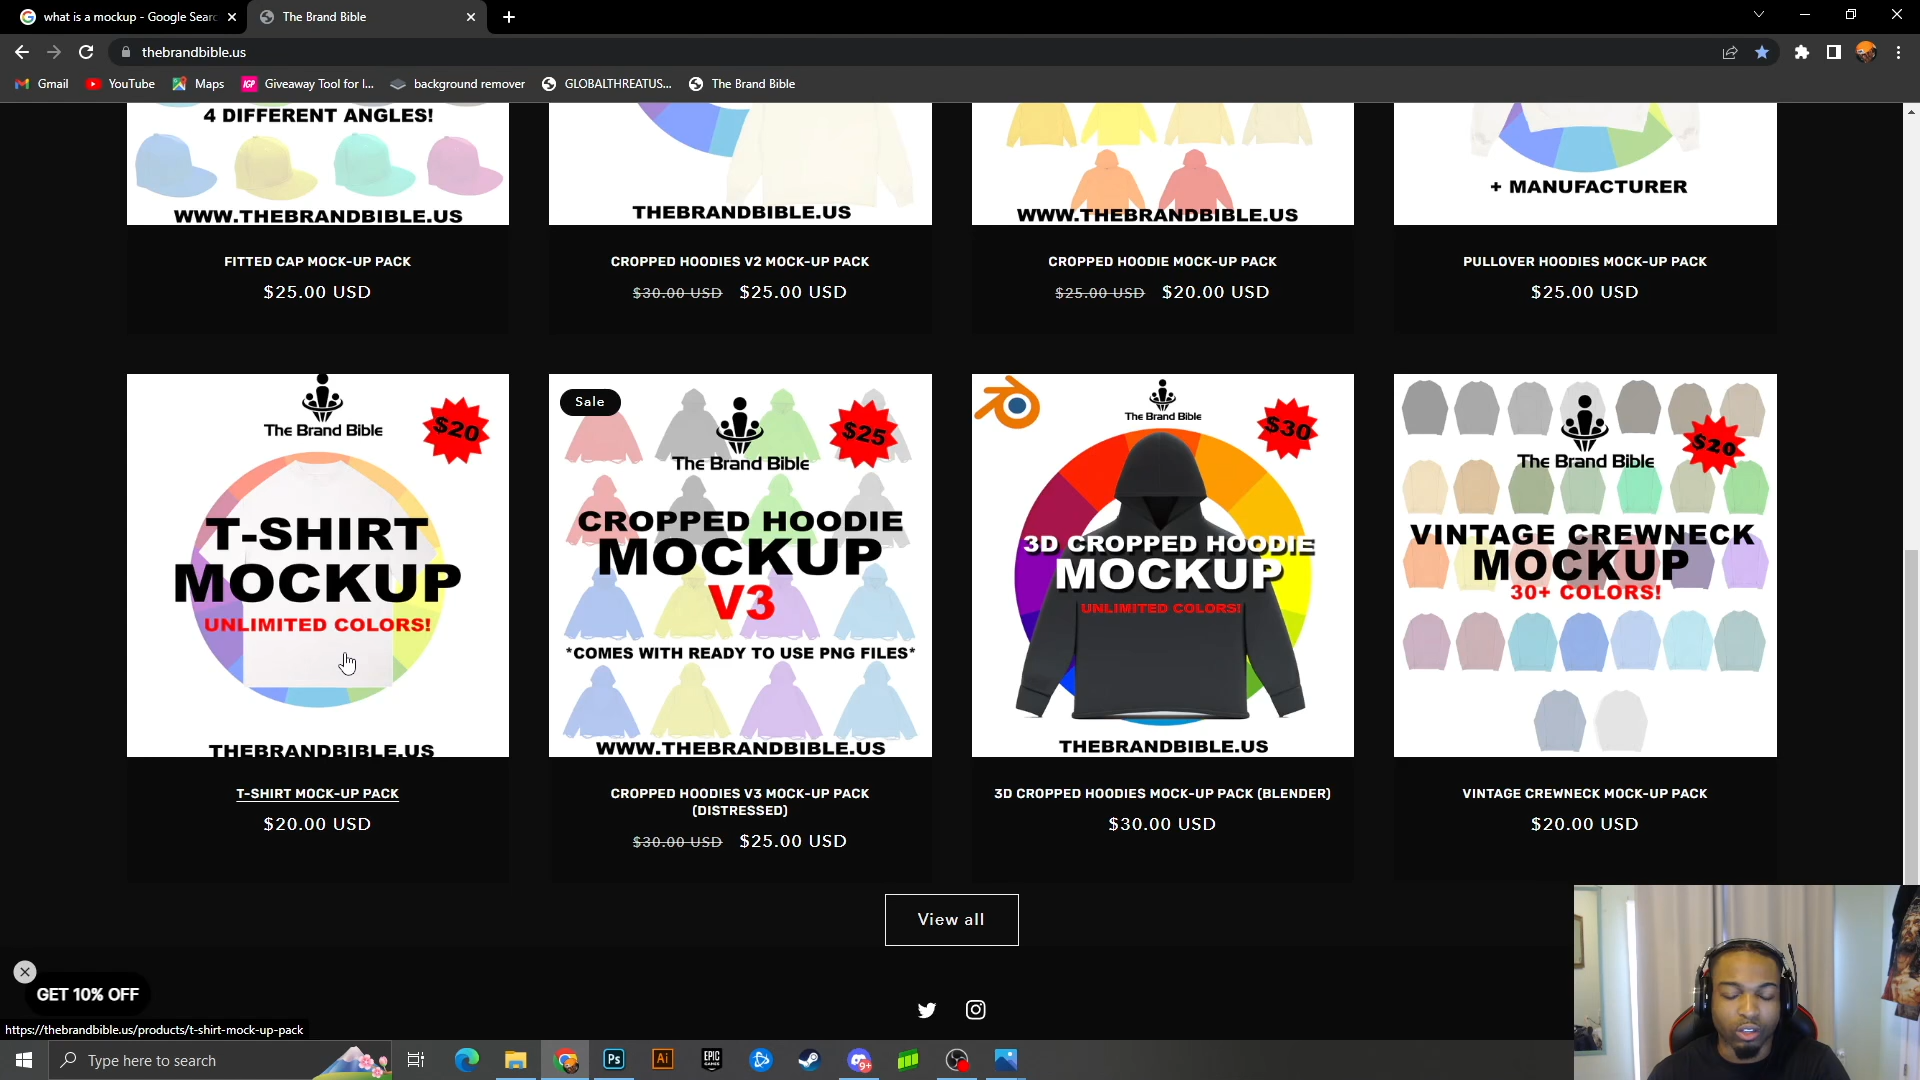 what is a mockup - Google Searc
The Brand Bible
thebrandbible.us
Gmail
YouTube
Maps
Giveaway Tool for I...
background remover
GLOBALTHREATUS...
The Brand Bible
4 DIFFERENT ANGLES!
WWW.THEBRANDBIBLE.US
THEBRANDBIBLE.US
WWW.THEBRANDBIBLE.US
+ MANUFACTURER
FITTED CAP MOCK-UP PACK
$25.00 USD
CROPPED HOODIES V2 MOCK-UP PACK
$30.00 USD $25.00 USD
CROPPED HOODIE MOCK-UP PACK
$25.00 USD $20.00 USD
PULLOVER HOODIES MOCK-UP PACK
$25.00 USD
The Brand Bible
$20
T-SHIRT
MOCKUP
UNLIMITED COLORS!
THEBRANDBIBLE.US
Sale
The Brand Bible
$25
CROPPED HOODIE
MOCKUP
V3
*COMES WITH READY TO USE PNG FILES*
WWW.THEBRANDBIBLE.US
The Brand Bible
$30
3D CROPPED HOODIE
MOCKUP
UNLIMITED COLORS!
THEBRANDBIBLE.US
The Brand Bible
$20
VINTAGE CREWNECK
MOCKUP
30+ COLORS!
T-SHIRT MOCK-UP PACK
$20.00 USD
CROPPED HOODIES V3 MOCK-UP PACK
(DISTRESSED)
$30.00 USD $25.00 USD
3D CROPPED HOODIES MOCK-UP PACK (BLENDER)
$30.00 USD
VINTAGE CREWNECK MOCK-UP PACK
$20.00 USD
View all
GET 10% OFF
https://thebrandbible.us/products/t-shirt-mock-up-pack
Type here to search
Ps
Ai
EPIC
GAMES
9+